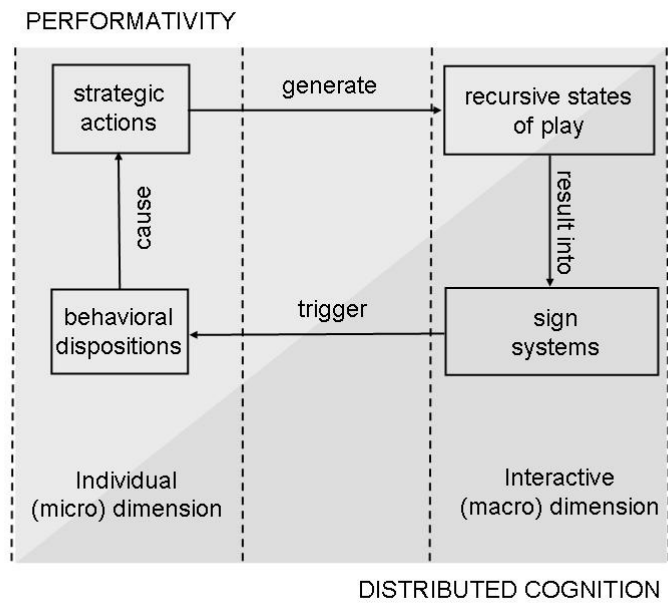 PERFORMATIVITY
strategic
actions
generate
recursive states
of play
cause
result into
behavioral
dispositions
trigger
sign
systems
Individual
(micro) dimension
Interactive
(macro) dimension
DISTRIBUTED COGNITION